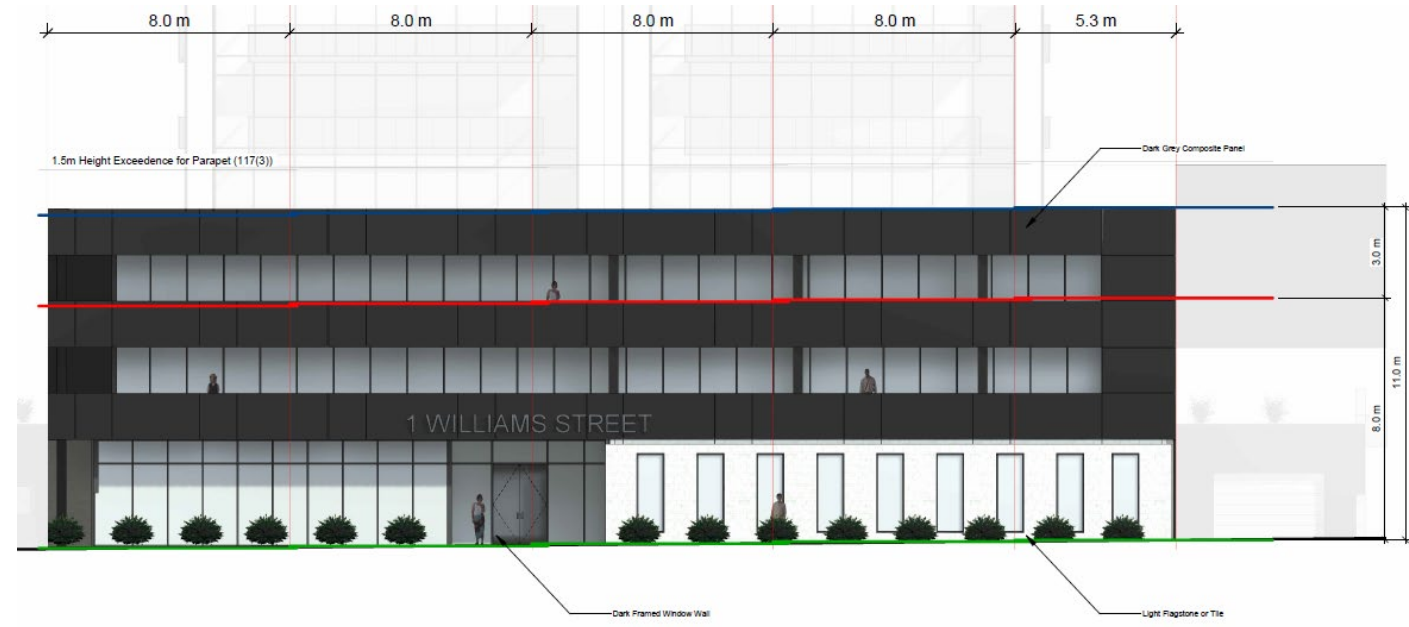 8.0 m
8.0 m
8.0 m
8.0 m
5.3 m
1.5m Height Exceedence for Parapet (117(3))
Dark Grey Composite Panel
3.0 m
11.0 m
8.0 m
1 WILLIAMS STREET
Dark Framed Window Wall
Light Flagstone or Tile